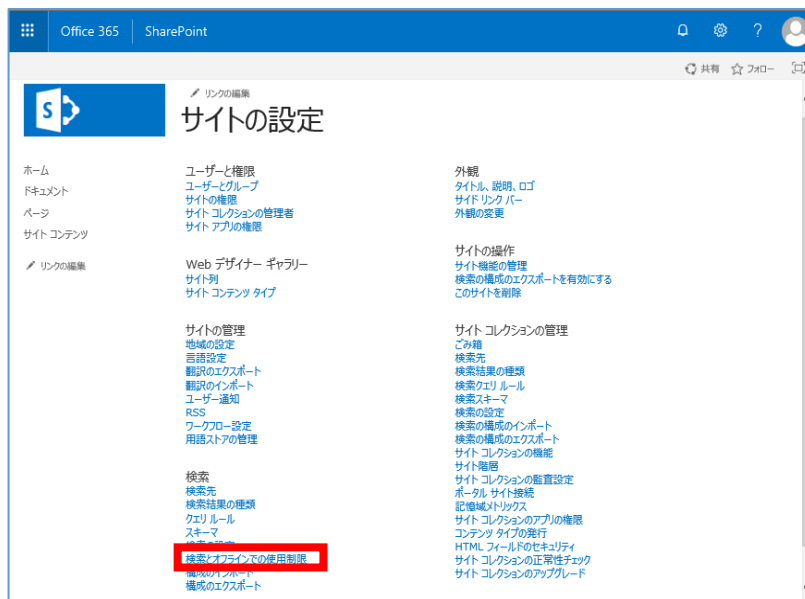 Office 365
SharePoint
?
共有
フォロー
S
リンクの編集
サイトの設定
ホーム
ドキュメント
ページ
サイト コンテンツ
リンクの編集
ユーザーと権限
ユーザーとグループ
サイトの権限
サイト コレクションの管理者
サイト アプリの権限
Web デザイナー ギャラリー
サイト列
サイト コンテンツ タイプ
サイトの管理
地域の設定
言語設定
翻訳のエクスポート
翻訳のインポート
ユーザー通知
RSS
ワークフロー設定
用語ストアの管理
検索
検索先
検索結果の種類
クエリ ルール
スキーマ
検索の設定
検索とオフラインでの使用制限
構成のインポート
構成のエクスポート
外観
タイトル、説明、ロゴ
サイド リンク バー
外観の変更
サイトの操作
サイト機能の管理
検索の構成のエクスポートを有効にする
このサイトを削除
サイト コレクションの管理
ごみ箱
検索先
検索結果の種類
検索クエリ ルール
検索スキーマ
検索の設定
検索の構成のインポート
検索の構成のエクスポート
サイト コレクションの機能
サイト階層
サイト コレクションの監査設定
ポータル サイト接続
記憶域メトリックス
サイト コレクションのアプリの権限
コンテンツ タイプの発行
HTML フィールドのセキュリティ
サイト コレクションの正常性チェック
サイト コレクションのアップグレード